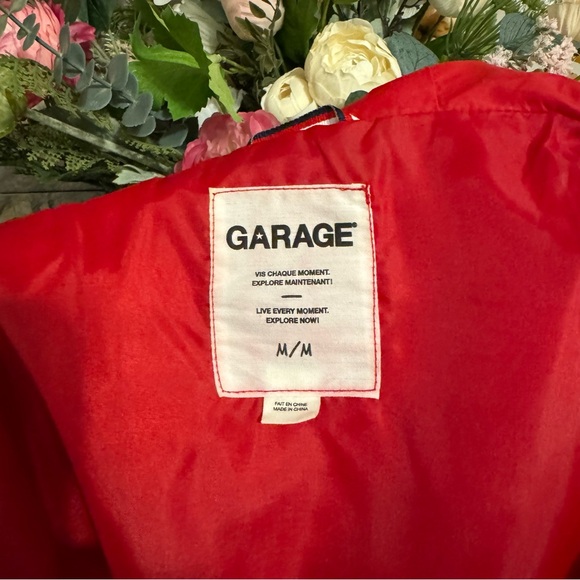 GARAGE®
VIS CHAQUE MOMENT.
EXPLORE MAINTENANT!
LIVE EVERY MOMENT.
EXPLORE NOW!
M/M
FAIT EN CHINE
MADE IN CHINA